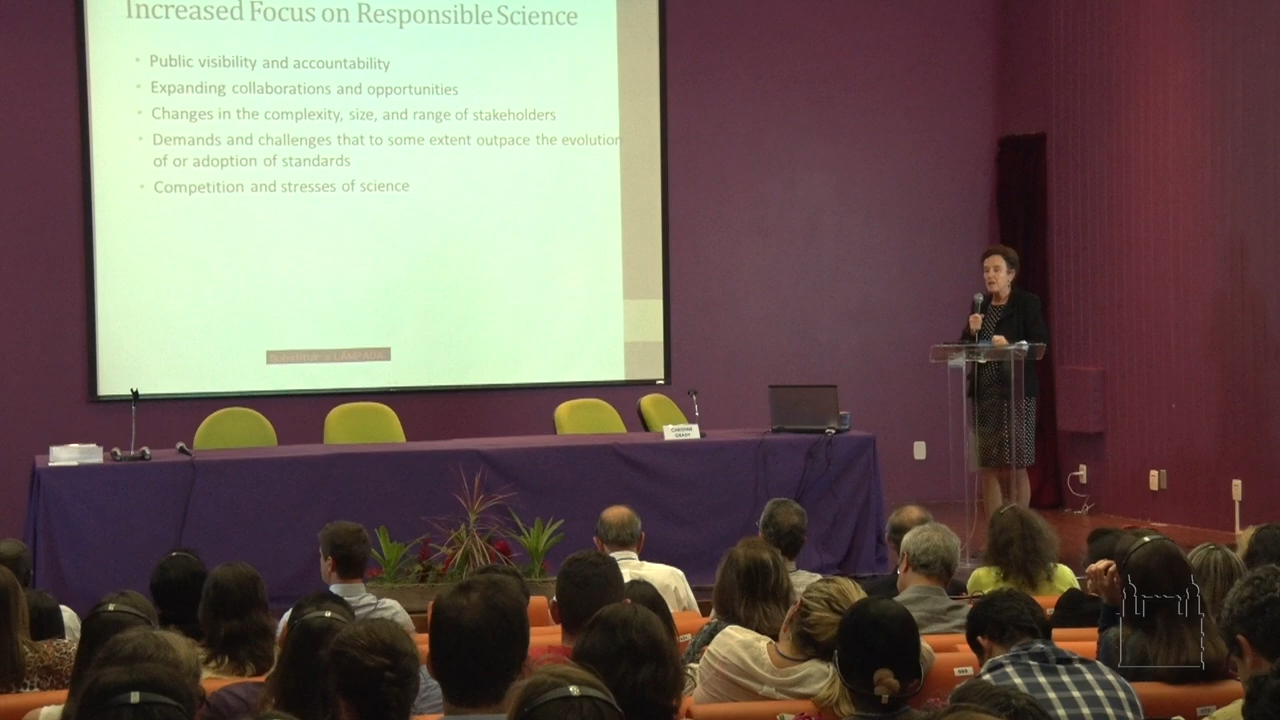 Increased Focus on Responsible Science
• Public visibility and accountability
• Expanding collaborations and opportunities
• Changes in the complexity, size, and range of stakeholders
• Demands and challenges that to some extent outpace the evolution
of or adoption of standards
• Competition and stresses of science
Substituir a LÂMPADA
CHRISTINE
GRADY